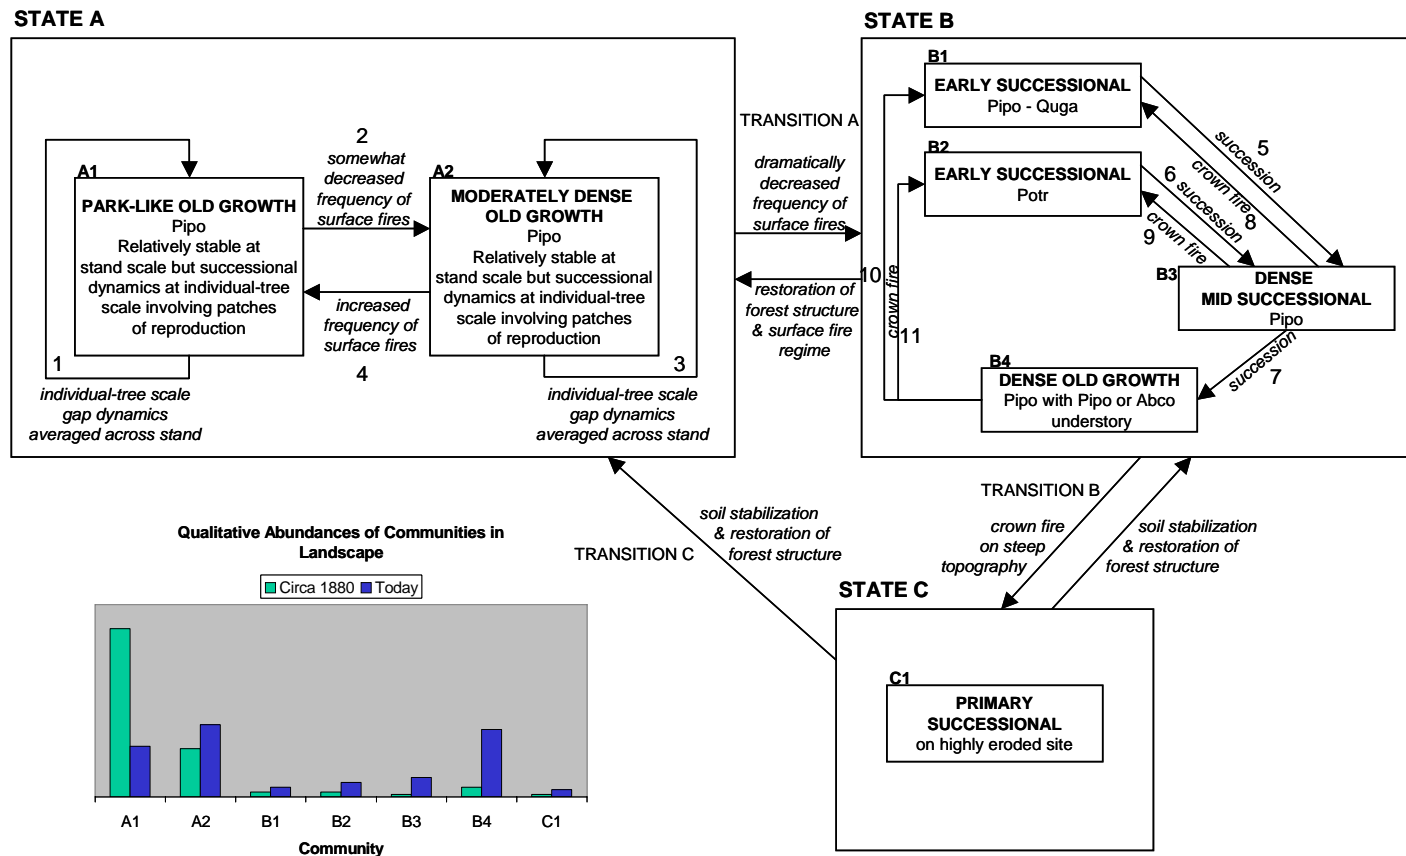 STATE A
STATE B
B1
EARLY SUCCESSIONAL
Pipo - Quga
TRANSITION A
2
somewhat
decreased
frequency of
surface fires
dramatically
decreased
frequency of
surface fires
5
succession
crown fire
8
B2
EARLY SUCCESSIONAL
Potr
6
succession
crown fire
9
A1
PARK-LIKE OLD GROWTH
Pipo
Relatively stable at
stand scale but successional
dynamics at individual-tree
scale involving patches
of reproduction
A2
MODERATELY DENSE
OLD GROWTH
Pipo
Relatively stable at
stand scale but successional
dynamics at individual-tree
scale involving patches
of reproduction
10
crown fire
11
B3
DENSE
MID SUCCESSIONAL
Pipo
increased
frequency of
surface fires
4
restoration of
forest structure
& surface fire
regime
succession
7
1
individual-tree scale
gap dynamics
averaged across stand
3
individual-tree scale
gap dynamics
averaged across stand
B4
DENSE OLD GROWTH
Pipo with Pipo or Abco
understory
TRANSITION B
crown fire
on steep
topography
soil stabilization
& restoration of
forest structure
soil stabilization
& restoration of
forest structure
TRANSITION C
STATE C
C1
PRIMARY
SUCCESSIONAL
on highly eroded site
Qualitative Abundances of Communities in
Landscape
Circa 1880 Today
A1 A2 B1 B2 B3 B4 C1
Community